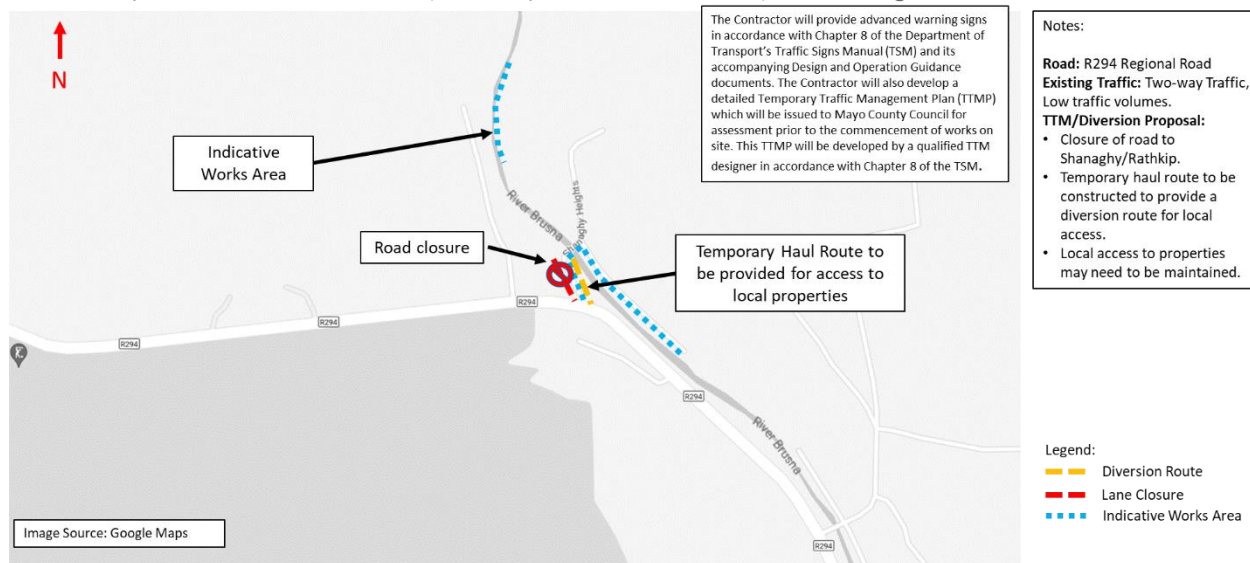 N
The Contractor will provide advanced warning signs
in accordance with Chapter 8 of the Department of
Transport's Traffic Signs Manual (TSM) and its
accompanying Design and Operation Guidance
documents. The Contractor will also develop a
detailed Temporary Traffic Management Plan (TTMP)
which will be issued to Mayo County Council for
assessment prior to the commencement of works on
site. This TTMP will be developed by a qualified TTM
designer in accordance with Chapter 8 of the TSM.
Notes:
Road: R294 Regional Road
Existing Traffic: Two-way Traffic,
Low traffic volumes.
TTM/Diversion Proposal:
• Closure of road to
Shanaghy/Rathkip.
• Temporary haul route to be
constructed to provide a
diversion route for local
access.
• Local access to properties
may need to be maintained.
Indicative
Works Area
River Brusna
Shanaghy Heights
Road closure
Temporary Haul Route to
be provided for access to
local properties
R294
R294
R294
R294
River Brusna
R294
Legend:
Diversion Route
Lane Closure
Indicative Works Area
Image Source: Google Maps